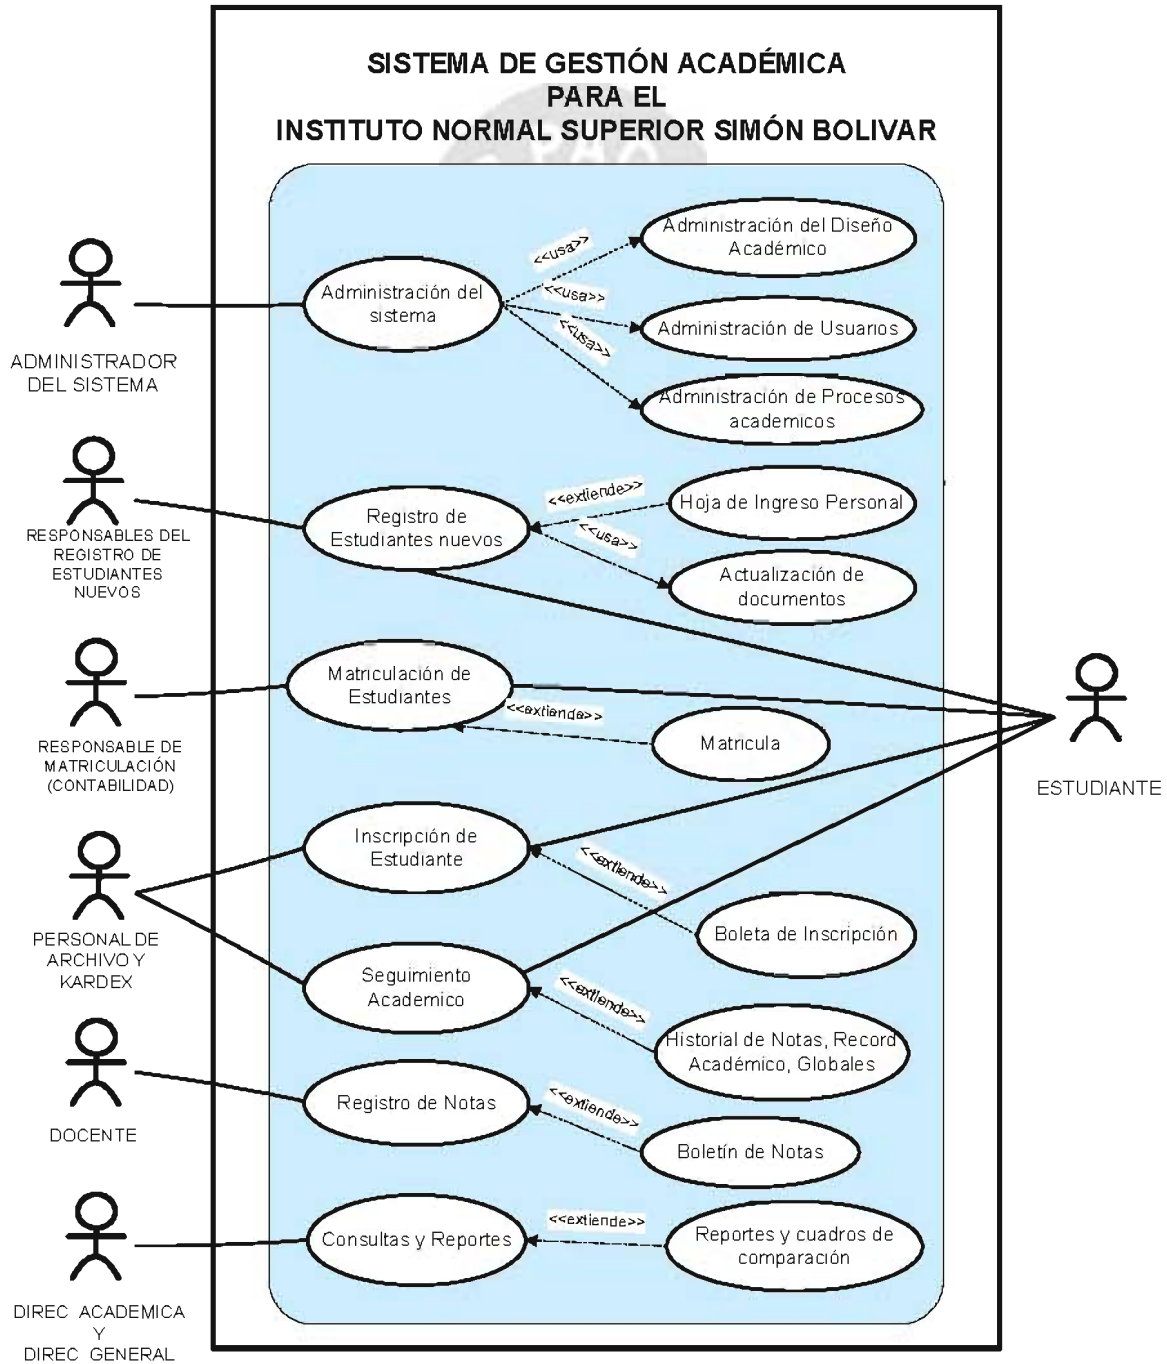 SISTEMA DE GESTIÓN ACADÉMICA
PARA EL
INSTITUTO NORMAL SUPERIOR SIMÓN BOLIVAR
ADMINISTRADOR
DEL SISTEMA
Administración del
sistema
<<usa>>
<<usa>>
<<usa>>
Administración del Diseño
Académico
Administración de Usuarios
Administración de Procesos
academicos
RESPONSABLES DEL
REGISTRO DE
ESTUDIANTES
NUEVOS
Registro de
Estudiantes nuevos
<<extiende>>
<<usa>>
Hoja de Ingreso Personal
Actualización de
documentos
RESPONSABLE DE
MATRICULACIÓN
(CONTABILIDAD)
Matriculación de
Estudiantes
<<extiende>>
Matricula
ESTUDIANTE
PERSONAL DE
ARCHIVO Y
KARDEX
Inscripción de
Estudiante
<<extiende>>
Boleta de Inscripción
Seguimiento
Academico
<<extiende>>
Historial de Notas, Record
Académico, Globales
DOCENTE
Registro de Notas
<<extiende>>
Boletín de Notas
DIREC ACADEMICA
Y
DIREC GENERAL
Consultas y Reportes
<<extiende>>
Reportes y cuadros de
comparación